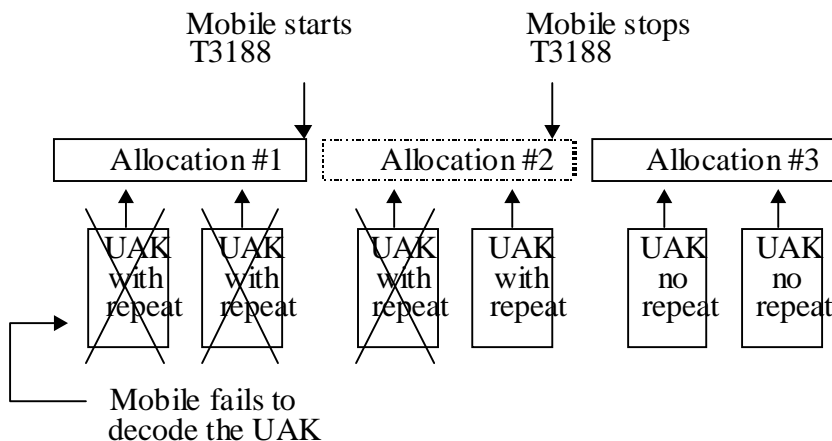 Mobile starts
T3188
Mobile stops
T3188
Allocation #1
Allocation #2
Allocation #3
UAK
with
repeat
UAK
with
repeat
UAK
with
repeat
UAK
with
repeat
UAK
no
repeat
UAK
no
repeat
Mobile fails to
decode the UAK